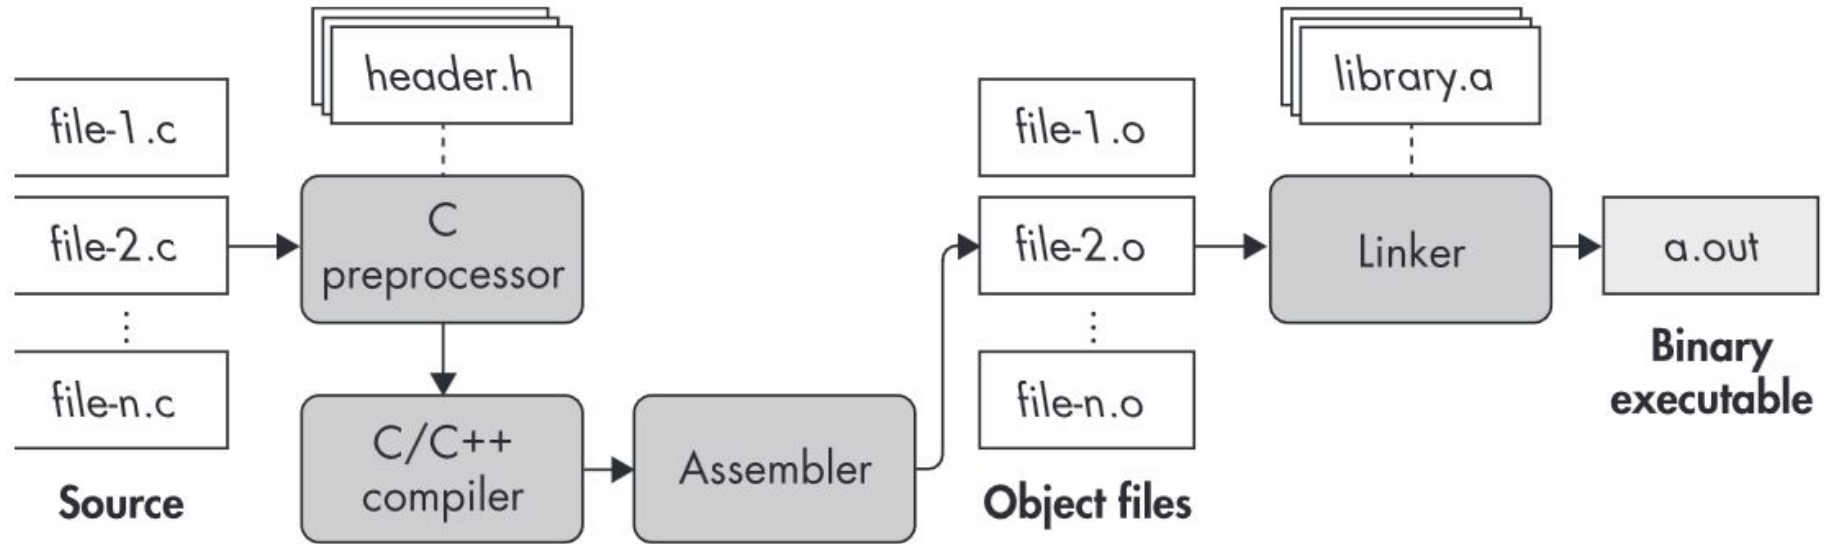 header.h
library.a
file-1.c
file-1.o
file-2.c
C
preprocessor
file-2.o
Linker
a.out
⋮
⋮
Binary
executable
file-n.c
file-n.o
C/C++
compiler
Assembler
Source
Object files